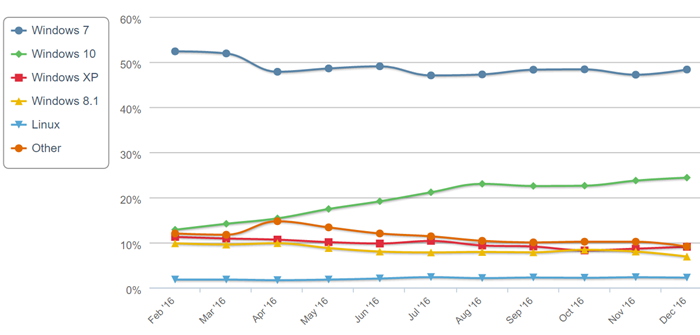 Windows 7
Windows 10
Windows XP
Windows 8.1
Linux
Other
60%
50%
40%
30%
20%
10%
0%
Feb '16
Mar '16
Apr '16
May '16
Jun '16
Jul '16
Aug '16
Sep '16
Oct '16
Nov '16
Dec '16